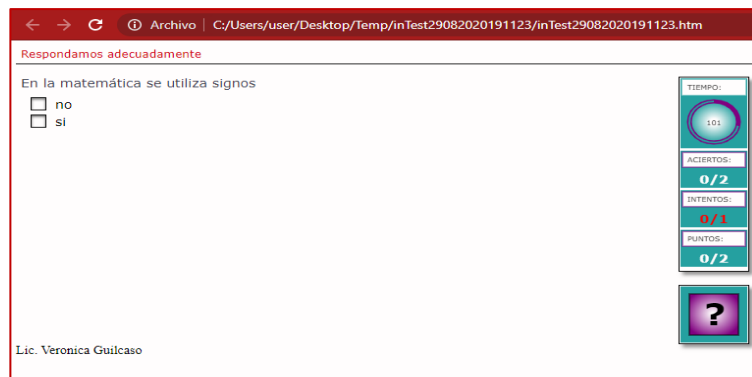 Archivo C:/Users/user/Desktop/Temp/inTest29082020191123/inTest29082020191123.htm
Respondamos adecuadamente
En la matemática se utiliza signos
no
si
TIEMPO:
101
ACIERTOS:
0/2
INTENTOS:
0/1
PUNTOS:
0/2
?
Lic. Veronica Guilcaso